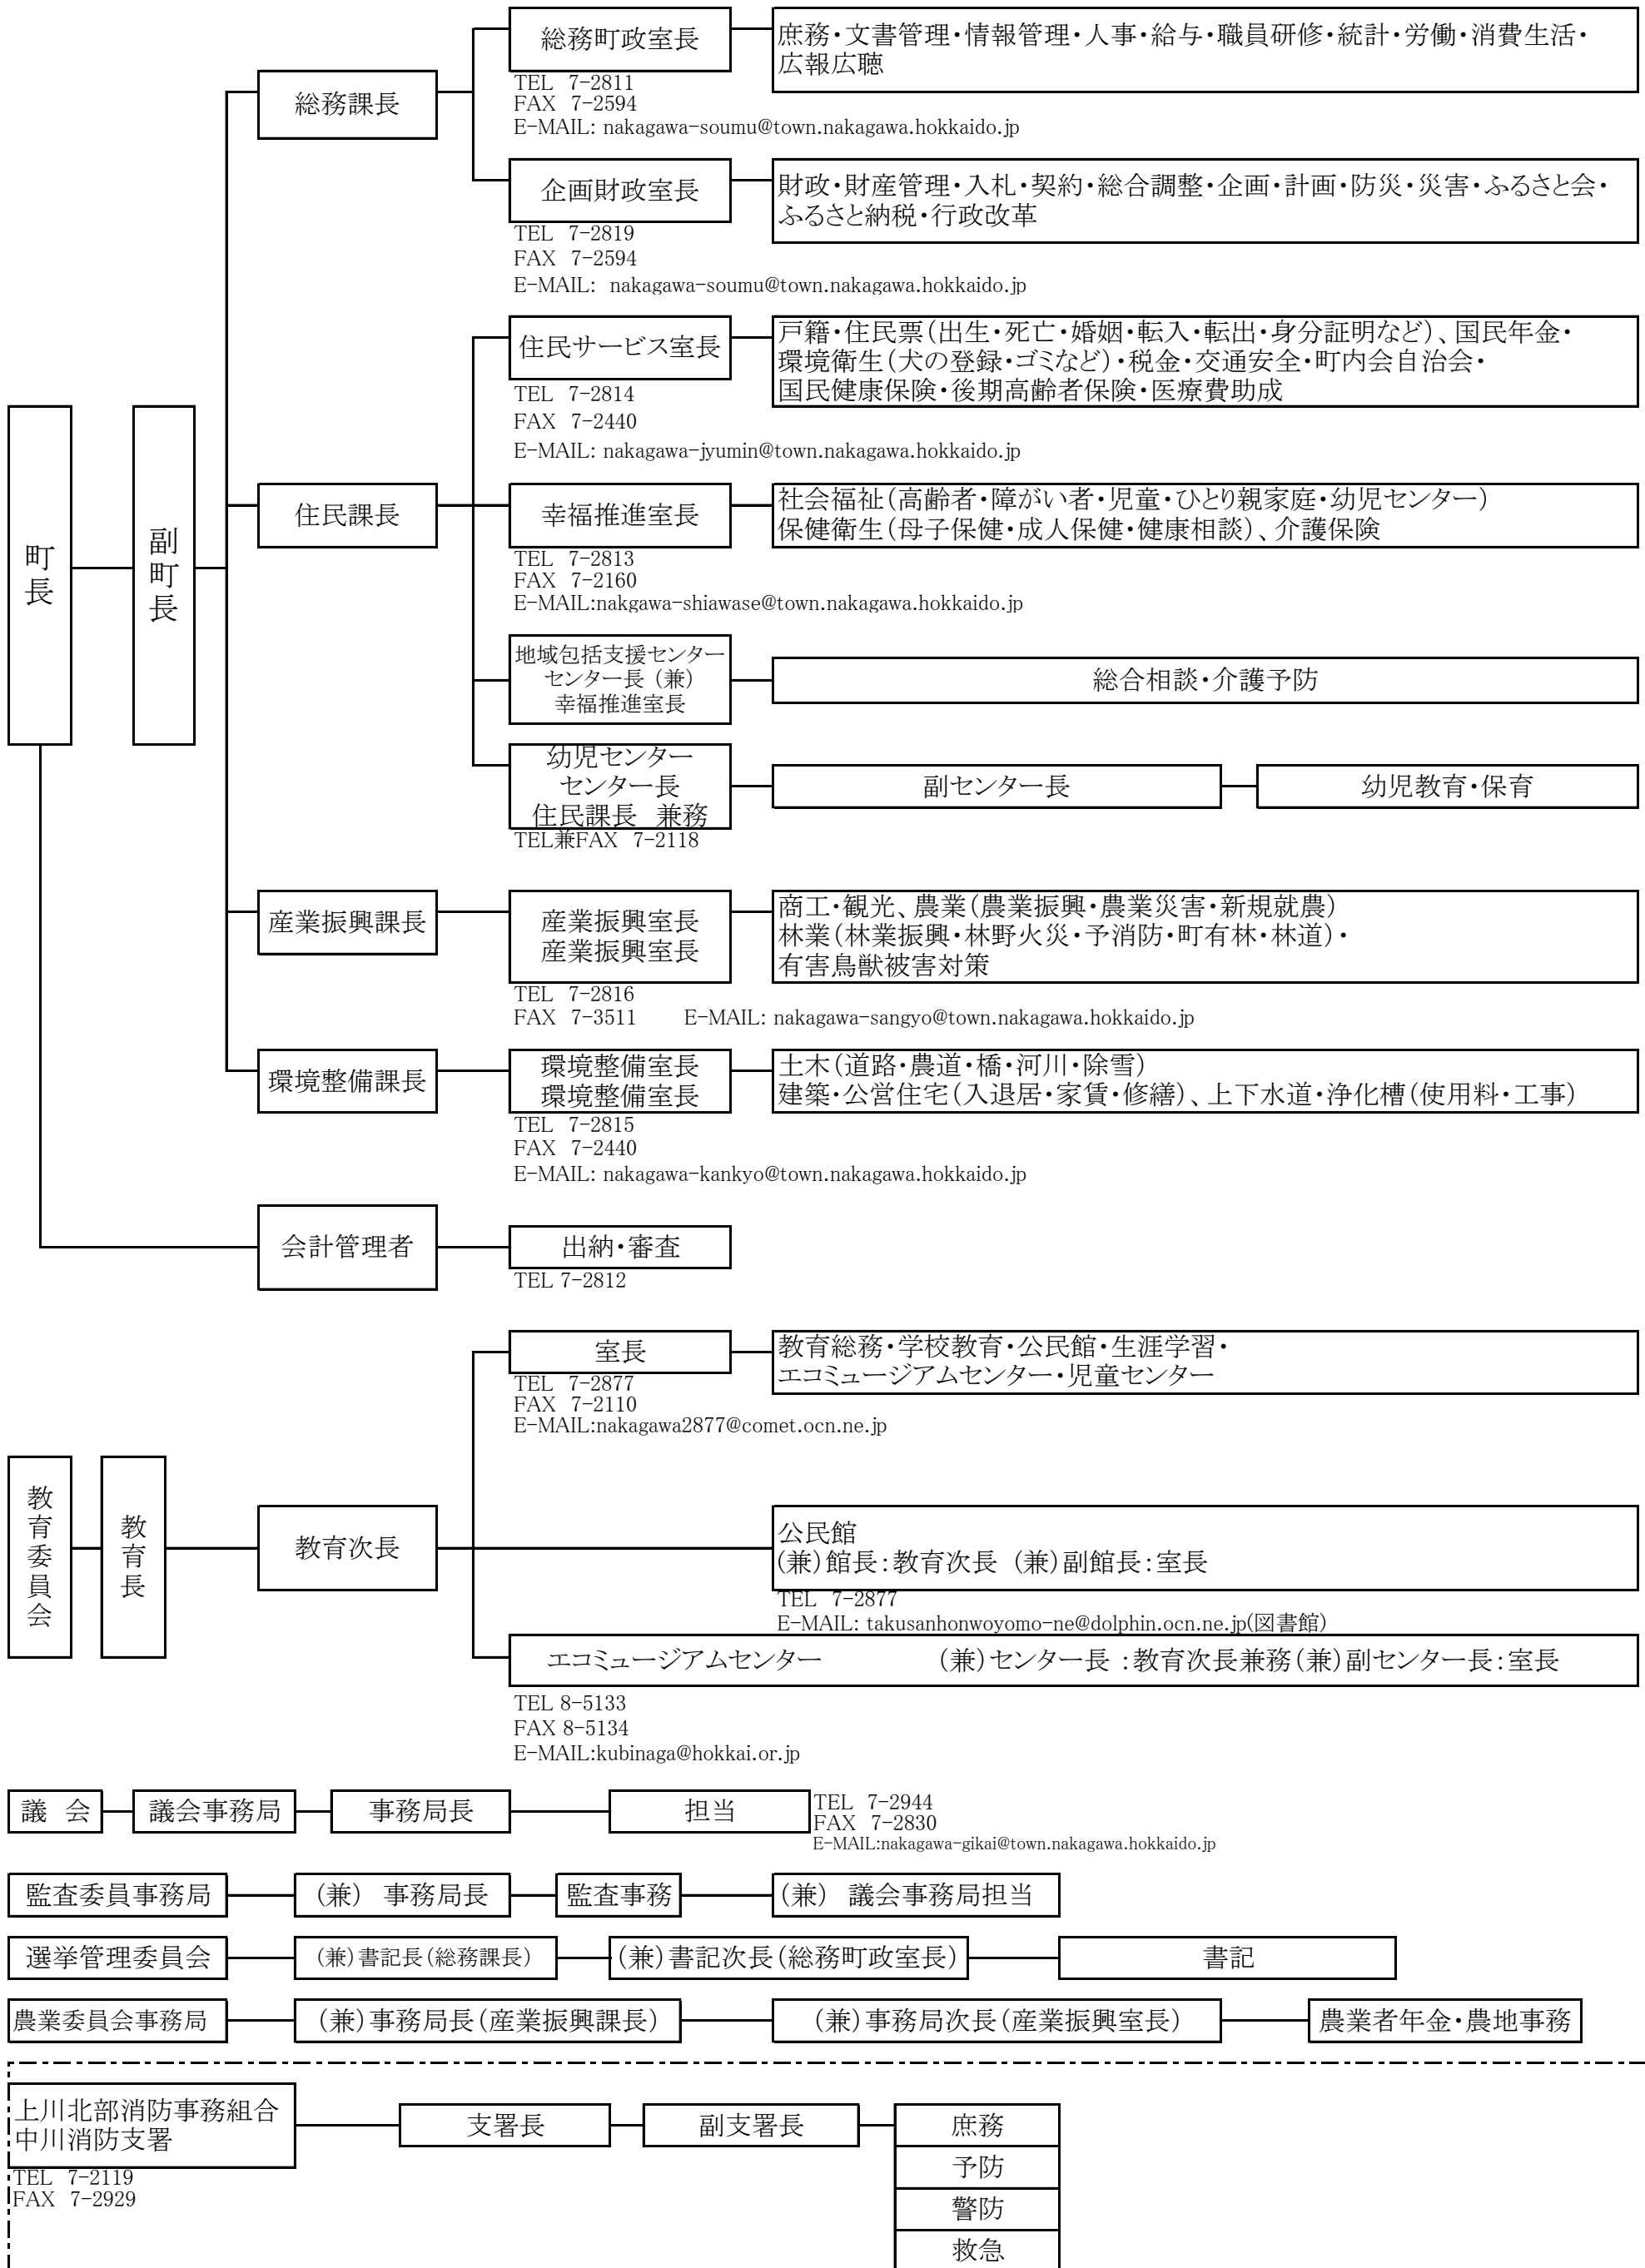 総務町政室長
庶務・文書管理・情報管理・人事・給与・職員研修・統計・労働・消費生活・
広報広聴
TEL 7-2811
FAX 7-2594
E-MAIL: nakagawa-soumu@town.nakagawa.hokkaido.jp
総務課長
企画財政室長
財政・財産管理・入札・契約・総合調整・企画・計画・防災・災害・ふるさと会・
ふるさと納税・行政改革
TEL 7-2819
FAX 7-2594
E-MAIL: nakagawa-soumu@town.nakagawa.hokkaido.jp
住民サービス室長
戸籍・住民票(出生・死亡・婚姻・転入・転出・身分証明など)、国民年金・
環境衛生(犬の登録・ゴミなど)・税金・交通安全・町内会自治会・
国民健康保険・後期高齢者保険・医療費助成
TEL 7-2814
FAX 7-2440
E-MAIL: nakagawa-jyumin@town.nakagawa.hokkaido.jp
町長
副町長
住民課長
幸福推進室長
社会福祉(高齢者・障がい者・児童・ひとり親家庭・幼児センター)
保健衛生(母子保健・成人保健・健康相談)、介護保険
TEL 7-2813
FAX 7-2160
E-MAIL:nakgawa-shiawase@town.nakagawa.hokkaido.jp
地域包括支援センター
センター長 (兼)
幸福推進室長
総合相談・介護予防
幼児センター
センター長
住民課長 兼務
副センター長
幼児教育・保育
TEL兼FAX 7-2118
産業振興課長
産業振興室長
産業振興室長
商工・観光、農業(農業振興・農業災害・新規就農)
林業(林業振興・林野火災・予消防・町有林・林道)・
有害鳥獣被害対策
TEL 7-2816
FAX 7-3511 E-MAIL: nakagawa-sangyo@town.nakagawa.hokkaido.jp
環境整備課長
環境整備室長
環境整備室長
土木(道路・農道・橋・河川・除雪)
建築・公営住宅(入退居・家賃・修繕)、上下水道・浄化槽(使用料・工事)
TEL 7-2815
FAX 7-2440
E-MAIL: nakagawa-kankyo@town.nakagawa.hokkaido.jp
会計管理者
出納・審査
TEL 7-2812
室長
教育総務・学校教育・公民館・生涯学習・
エコミュージアムセンター・児童センター
TEL 7-2877
FAX 7-2110
E-MAIL:nakagawa2877@comet.ocn.ne.jp
教育委員会
教育長
教育次長
公民館
(兼)館長:教育次長 (兼)副館長:室長
TEL 7-2877
E-MAIL: takusanhonwoyomo-ne@dolphin.ocn.ne.jp(図書館)
エコミュージアムセンター (兼)センター長 :教育次長兼務(兼)副センター長:室長
TEL 8-5133
FAX 8-5134
E-MAIL:kubinaga@hokkai.or.jp
議 会
議会事務局
事務局長
担当
TEL 7-2944
FAX 7-2830
E-MAIL:nakagawa-gikai@town.nakagawa.hokkaido.jp
監査委員事務局
(兼) 事務局長
監査事務
(兼) 議会事務局担当
選挙管理委員会
(兼)書記長(総務課長)
(兼)書記次長(総務町政室長)
書記
農業委員会事務局
(兼)事務局長(産業振興課長)
(兼)事務局次長(産業振興室長)
農業者年金・農地事務
上川北部消防事務組合
中川消防支署
支署長
副支署長
庶務
予防
警防
救急
TEL 7-2119
FAX 7-2929